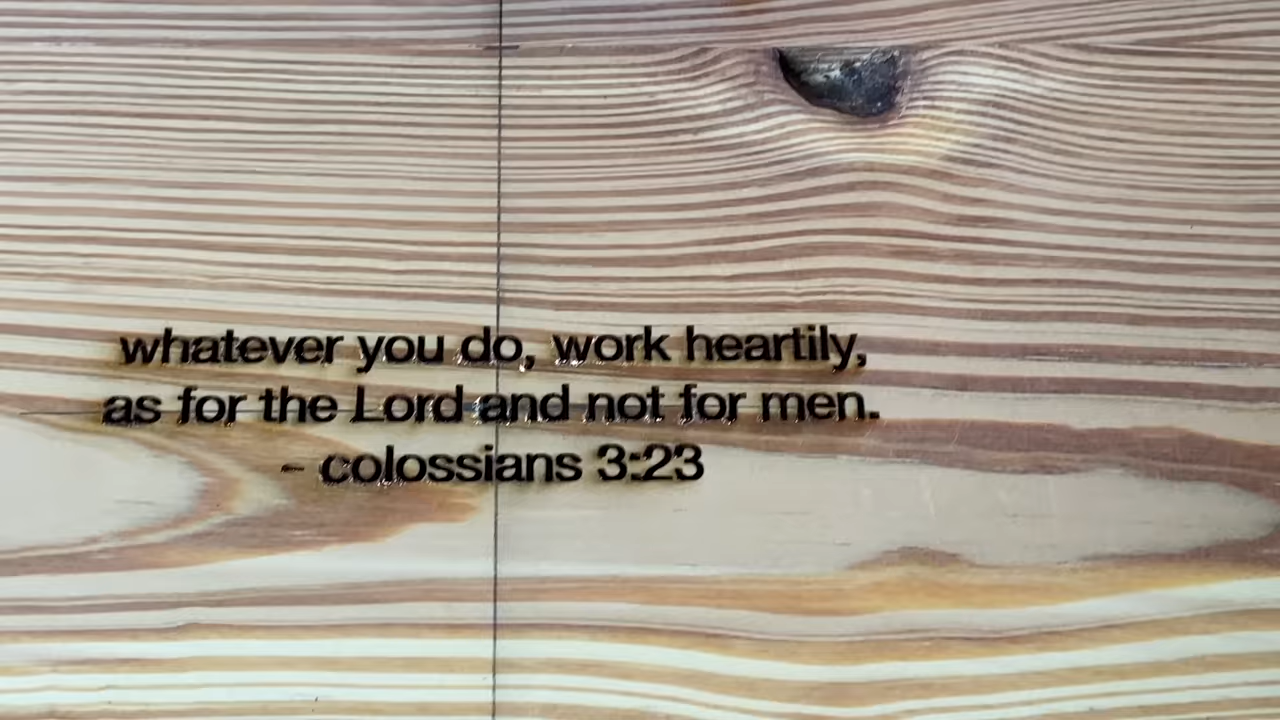 whatever you do, work heartily,
as for the Lord and not for men.
- colossians 3:23